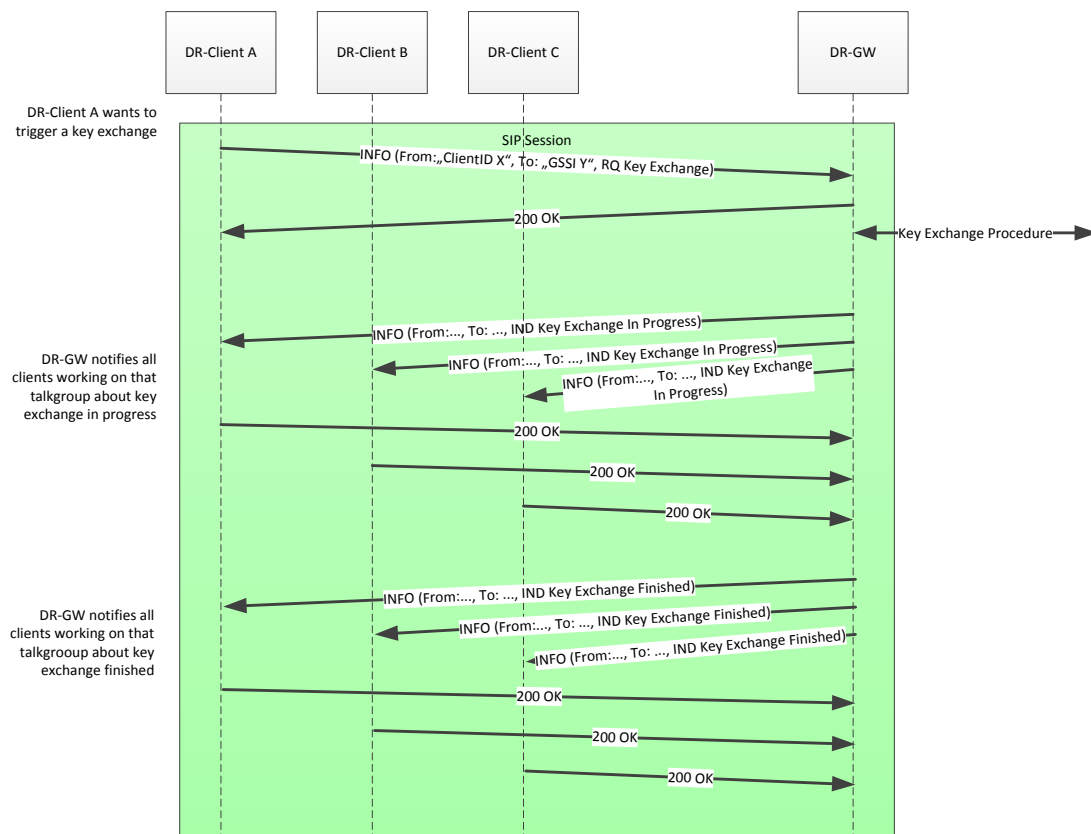 DR-Client A
DR-Client B
DR-Client C
DR-GW
DR-Client A wants to
trigger a key exchange
SIP Session
INFO (From:„ClientID X“, To: „GSSI Y“, RQ Key Exchange)
200 OK
Key Exchange Procedure
INFO (From:..., To: ..., IND Key Exchange In Progress)
INFO (From:..., To: ..., IND Key Exchange In Progress)
INFO (From:..., To: ..., IND Key Exchange
In Progress)
DR-GW notifies all
clients working on that
talkgroup about key
exchange in progress
200 OK
200 OK
200 OK
INFO (From:..., To: ..., IND Key Exchange Finished)
INFO (From:..., To: ..., IND Key Exchange Finished)
INFO (From:..., To: ..., IND Key Exchange Finished)
DR-GW notifies all
clients working on that
talkgrooup about key
exchange finished
200 OK
200 OK
200 OK